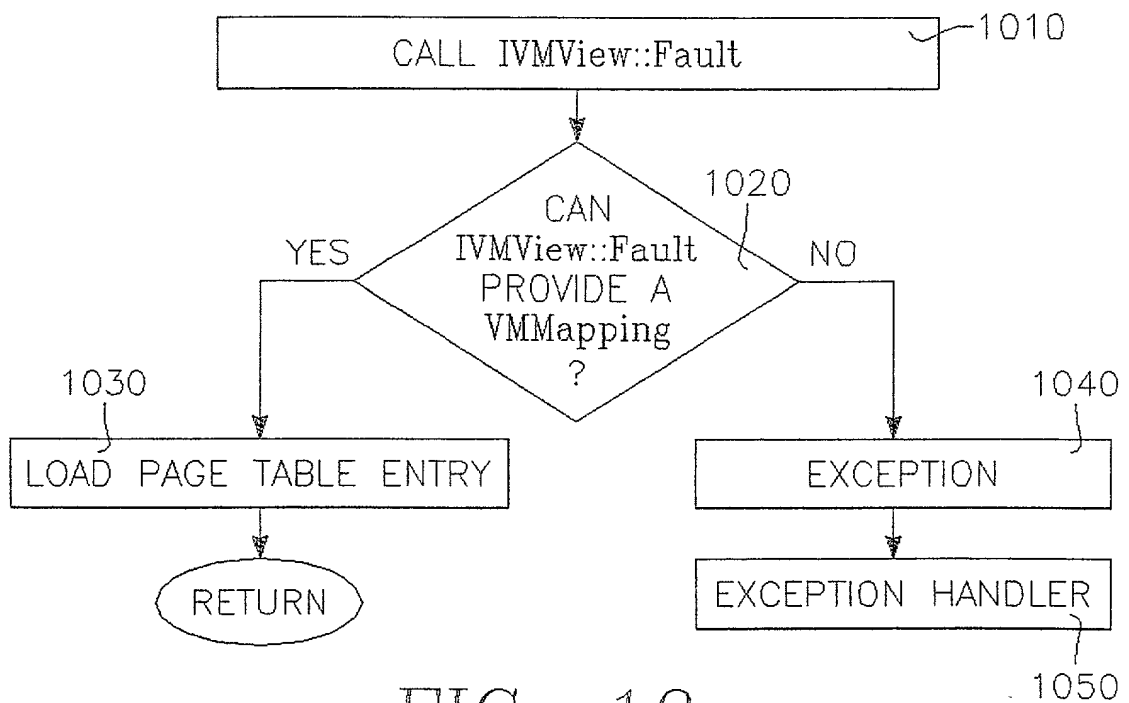 1010
CALL IVMView::Fault
1020
CAN
IVMView::Fault
PROVIDE A
VMMapping
?
YES
NO
1030
LOAD PAGE TABLE ENTRY
RETURN
1040
EXCEPTION
EXCEPTION HANDLER
1050
FIG.